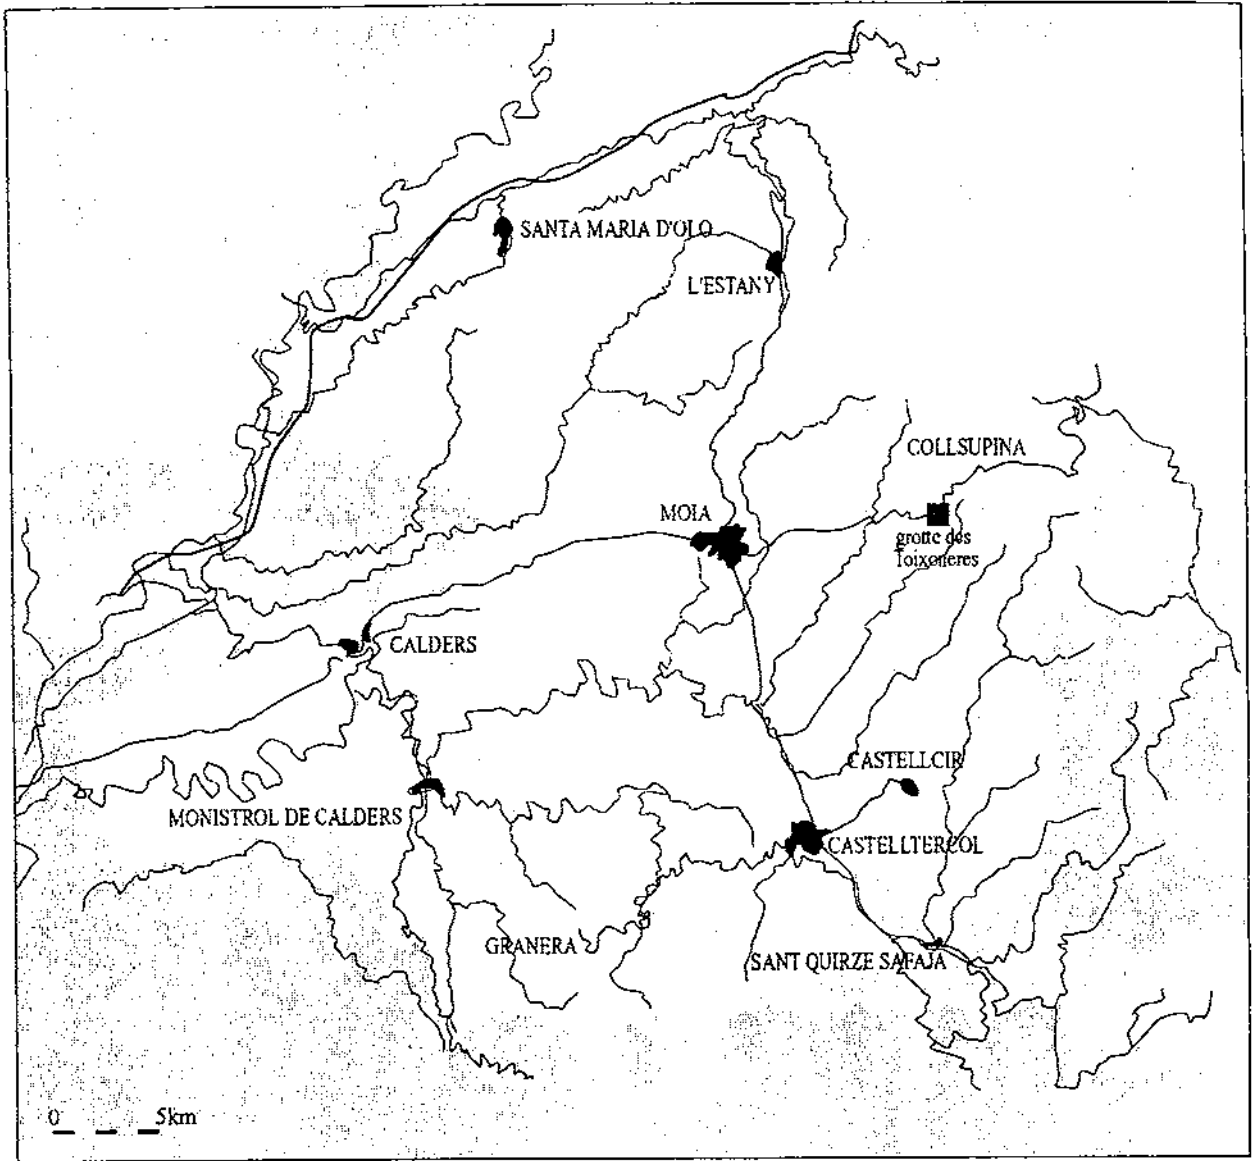 SANTA MARIA D'OLO
L'ESTANY
COLLSUPINA
MOIA
grotte des
Toixoneres
CALDERS
CASTELLCIR
MONISTROL DE CALDERS
CASTELLTERCOL
GRANERA
SANT QUIRZE SAFAJA
0 5km